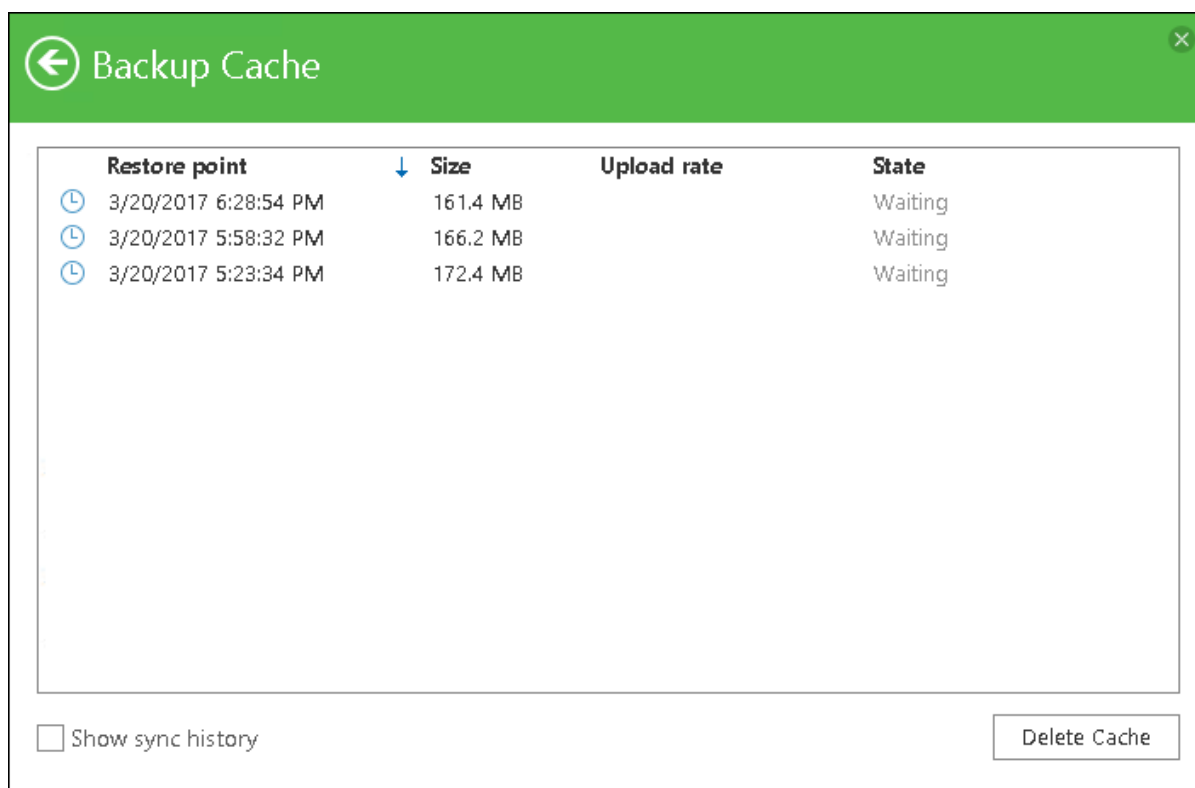 Backup Cache
Restore point Size Upload rate State
3/20/2017 6:28:54 PM 161.4 MB Waiting
3/20/2017 5:58:32 PM 166.2 MB Waiting
3/20/2017 5:23:34 PM 172.4 MB Waiting
Show sync history Delete Cache